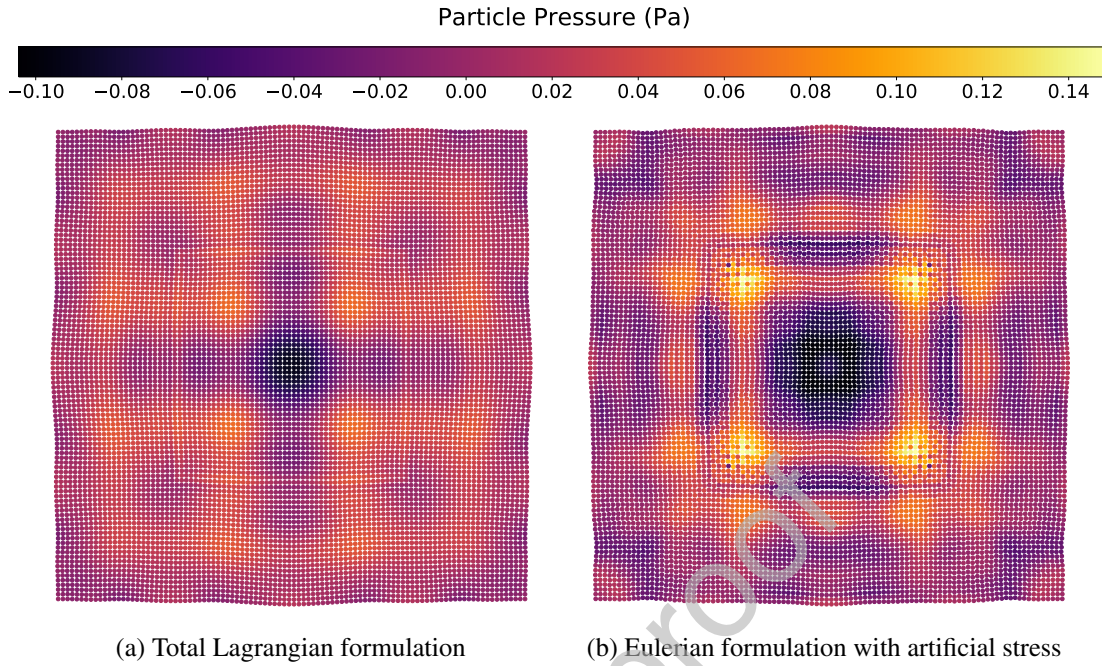 Particle Pressure (Pa)
−0.10 −0.08 −0.06 −0.04 −0.02 0.00 0.02 0.04 0.06 0.08 0.10 0.12 0.14
proof
(a) Total Lagrangian formulation
(b) Eulerian formulation with artificial stress